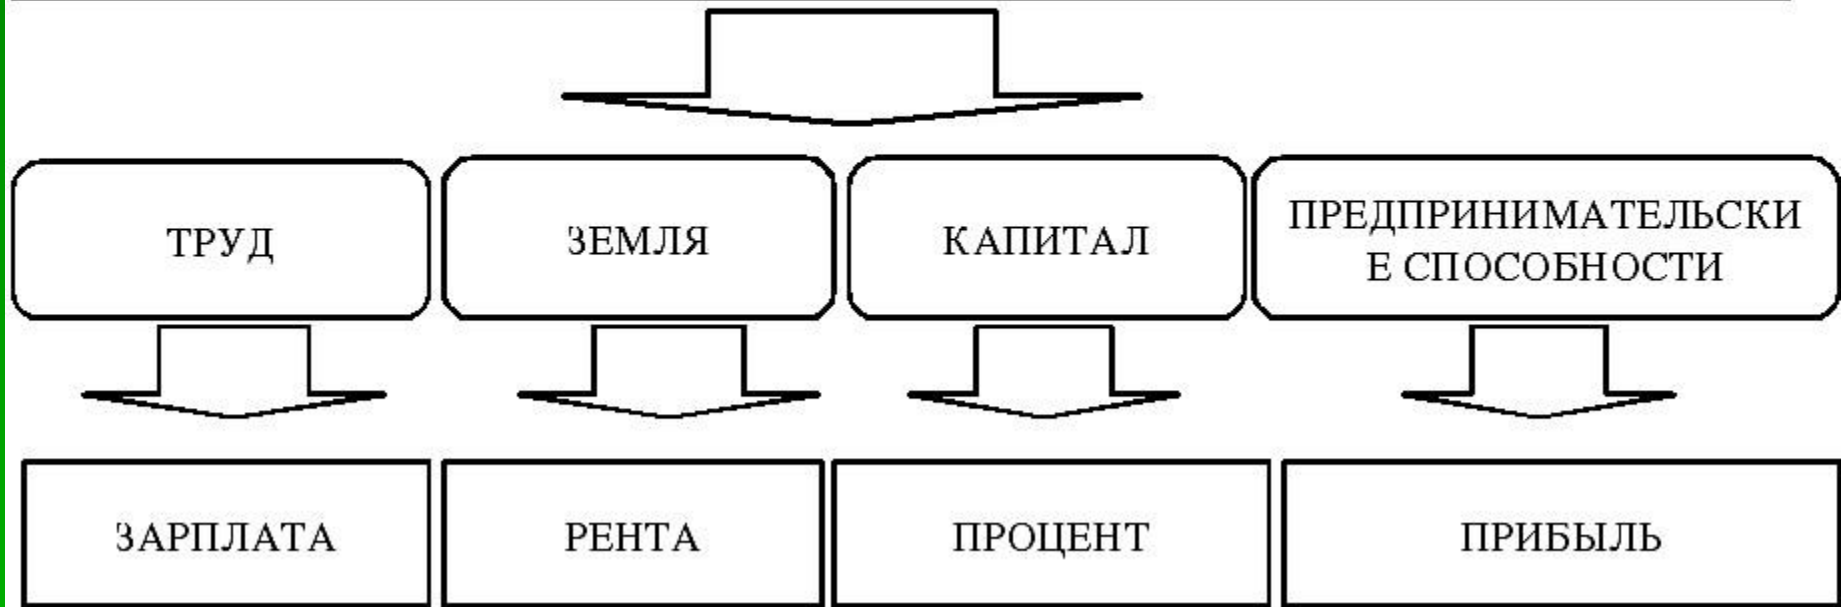 ТРУД
ЗЕМЛЯ
КАПИТАЛ
ПРЕДПРИНИМАТЕЛЬСКИ
Е СПОСОБНОСТИ
ЗАРПЛАТА
РЕНТА
ПРОЦЕНТ
ПРИБЫЛЬ